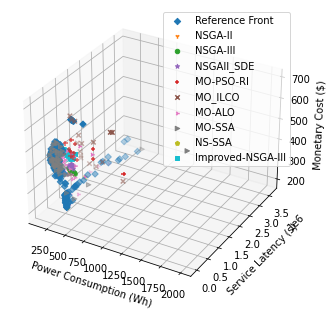 Reference Front
NSGA-II
NSGA-III
NSGAII_SDE
MO-PSO-RI
MO_ILCO
MO-ALO
MO-SSA
NS-SSA
Improved-NSGA-III
700
600
500
400
300
200
Monetary Cost ($)
250
500
750
1000
1250
1500
1750
2000
Power Consumption (Wh)
0.0
0.5
1.0
1.5
2.0
2.5
3.0
3.5
Service Latency (s)